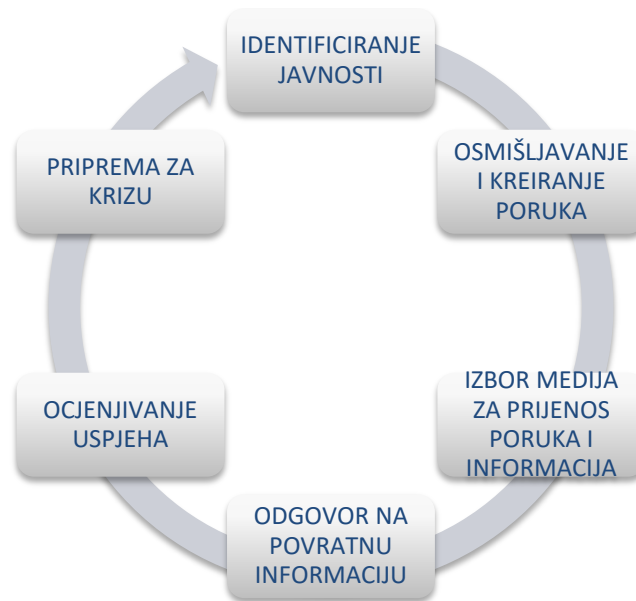 IDENTIFICIRANJE
JAVNOSTI
OSMIŠLJAVANJE
I KREIRANJE
PORUKA
IZBOR MEDIJA
ZA PRIJENOS
PORUKA I
INFORMACIJA
ODGOVOR NA
POVRATNU
INFORMACIJU
OCJENJIVANJE
USPJEHA
PRIPREMA ZA
KRIZU